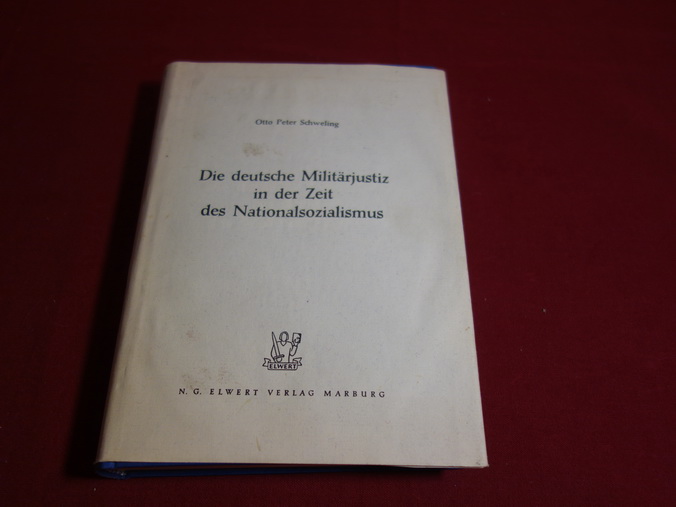 Otto Peter Schweling
Die deutsche Militärjustiz
in der Zeit
des Nationalsozialismus
ELWERT
N. G. ELWERT VERLAG MARBURG